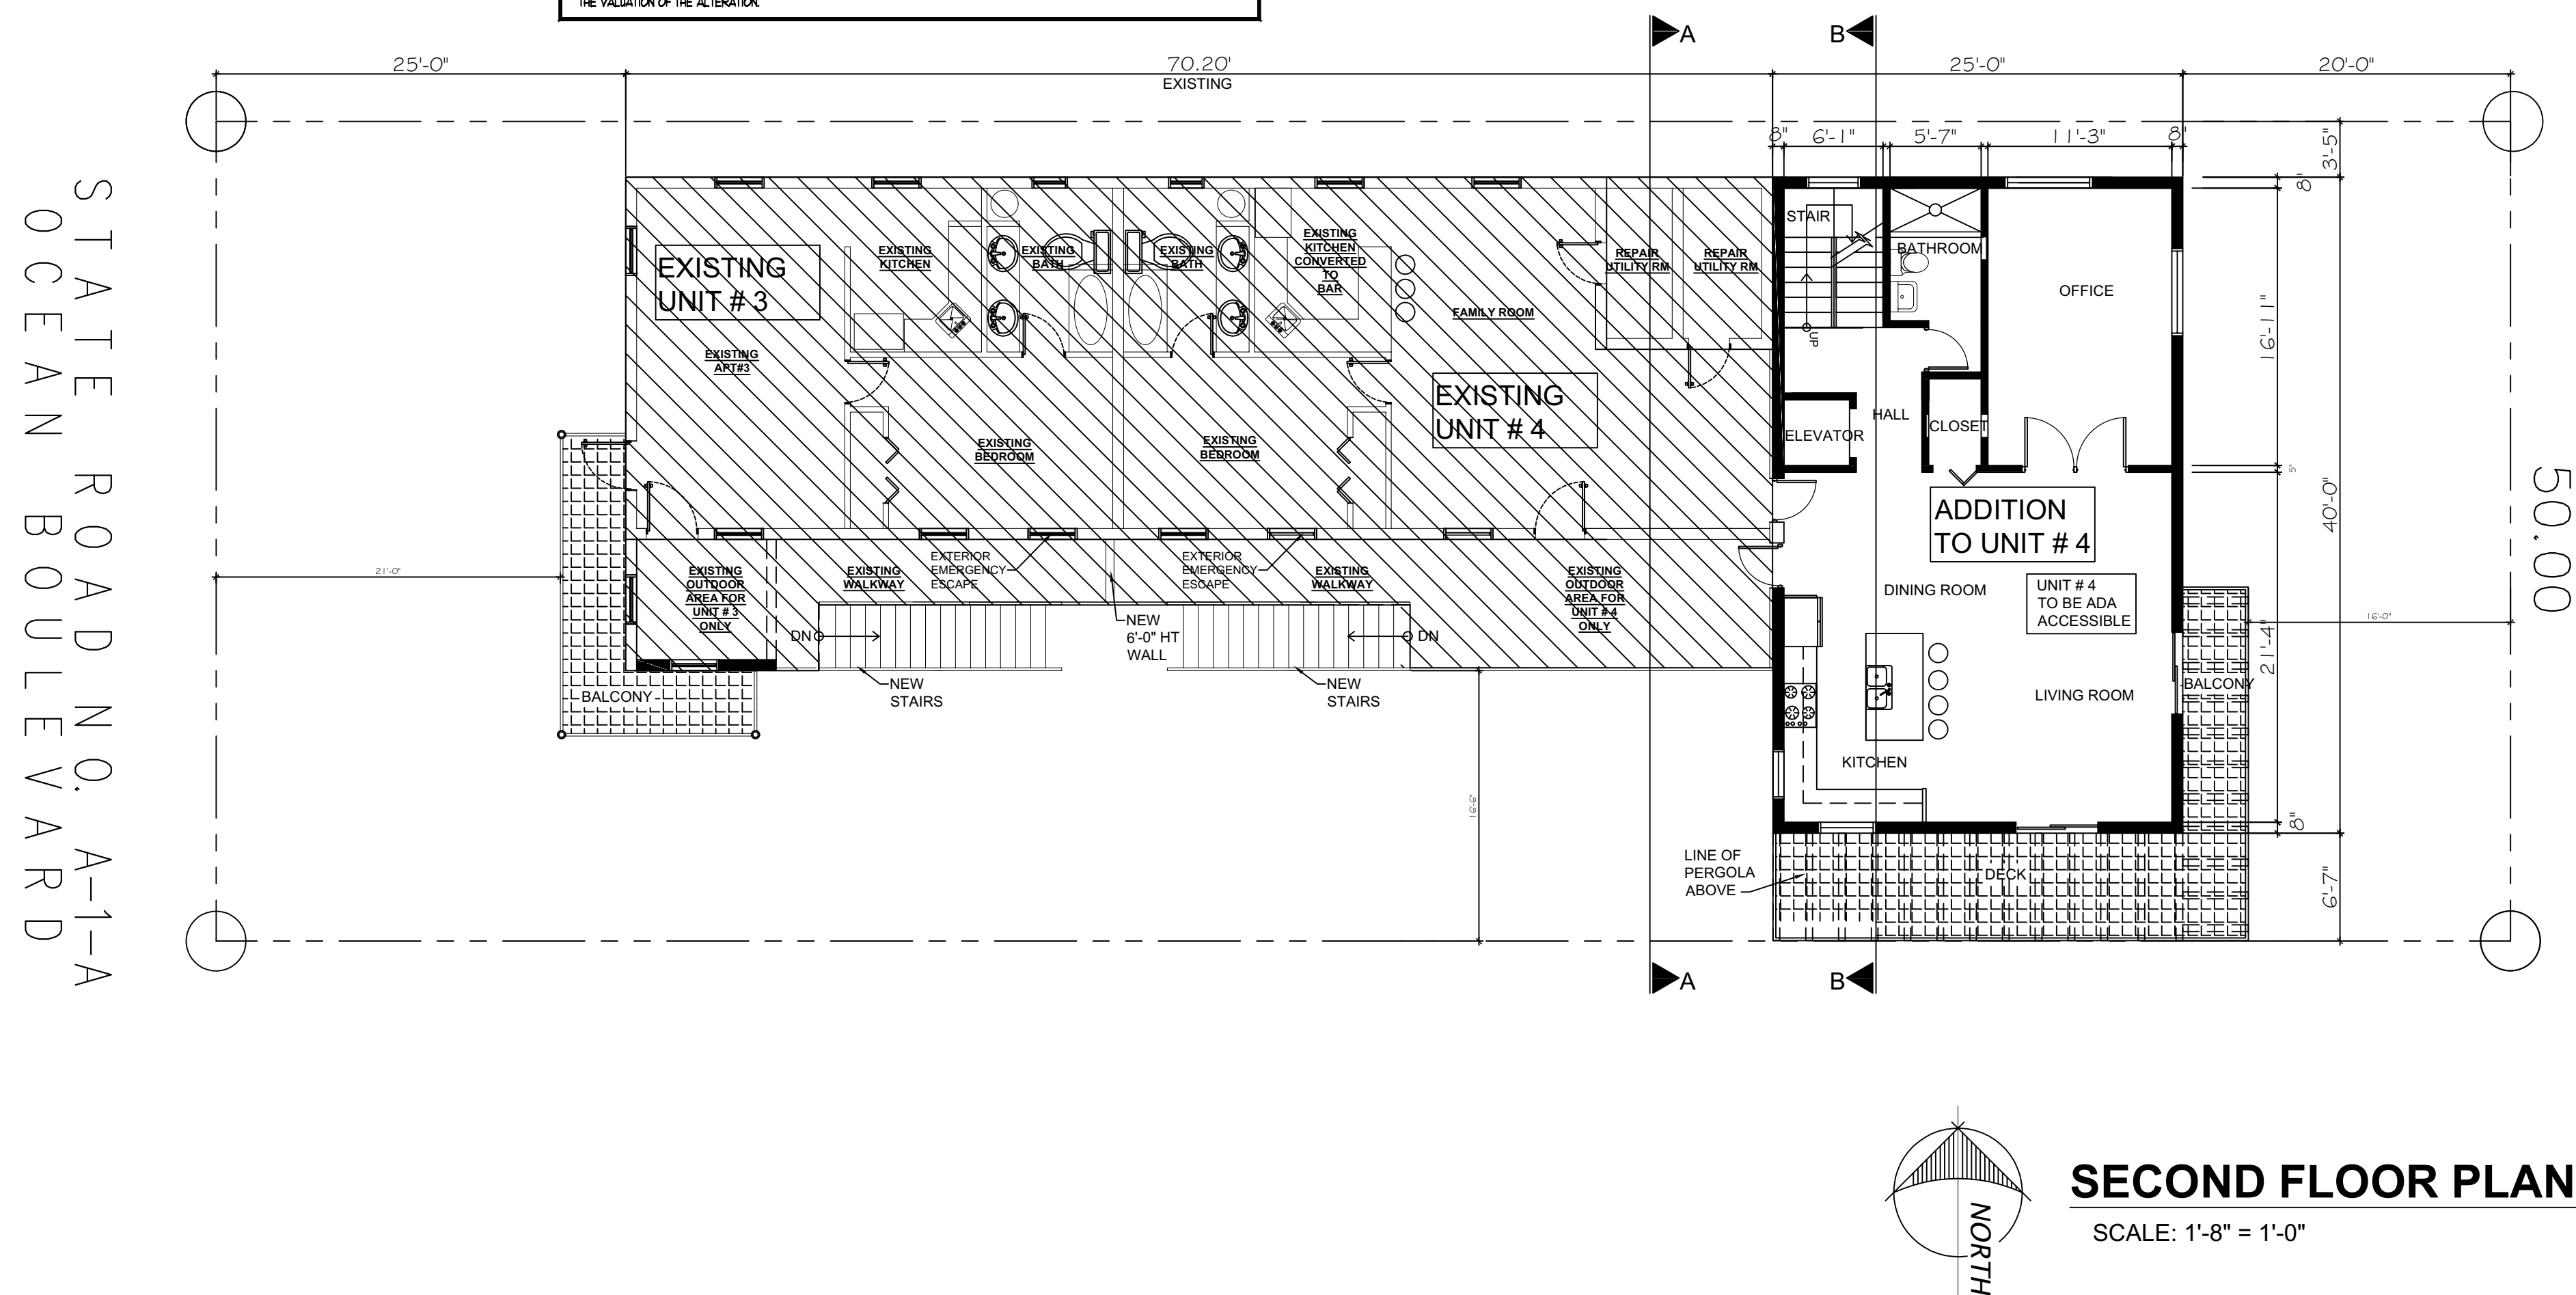 THE VALUATION OF THE ALTERATION.
A
B
25'-0"
70.20'
EXISTING
25'-0"
20'-0"
8"
6'-1"
5'-7"
11'-3"
8"
3'-5"
8"
STATE ROAD NO. A-1-A
OCEAN BOULEVARD
EXISTING
UNIT # 3
EXISTING
APT#3
EXISTING
KITCHEN
EXISTING
BATH
EXISTING
BATH
EXISTING
KITCHEN
CONVERTED
TO
BAR
FAMILY ROOM
REPAIR
UTILITY RM
REPAIR
UTILITY RM
STAIR
UP
BATHROOM
OFFICE
16'-11"
EXISTING
UNIT # 4
EXISTING
BEDROOM
EXISTING
BEDROOM
ELEVATOR
HALL
CLOSET
5"
40'-0"
50.00
ADDITION
TO UNIT # 4
UNIT # 4
TO BE ADA
ACCESSIBLE
21'-0"
EXISTING
OUTDOOR
AREA FOR
UNIT # 3
ONLY
EXISTING
WALKWAY
EXTERIOR
EMERGENCY
ESCAPE
EXTERIOR
EMERGENCY
ESCAPE
EXISTING
WALKWAY
EXISTING
OUTDOOR
AREA FOR
UNIT # 4
ONLY
DINING ROOM
16'-0"
DN
NEW
6'-0" HT
WALL
DN
21'-4"
BALCONY
NEW
STAIRS
NEW
STAIRS
LIVING ROOM
BALCONY
KITCHEN
16'-6"
8"
LINE OF
PERGOLA
ABOVE
DECK
6'-7"
A
B
NORTH
SECOND FLOOR PLAN
SCALE: 1'-8" = 1'-0"